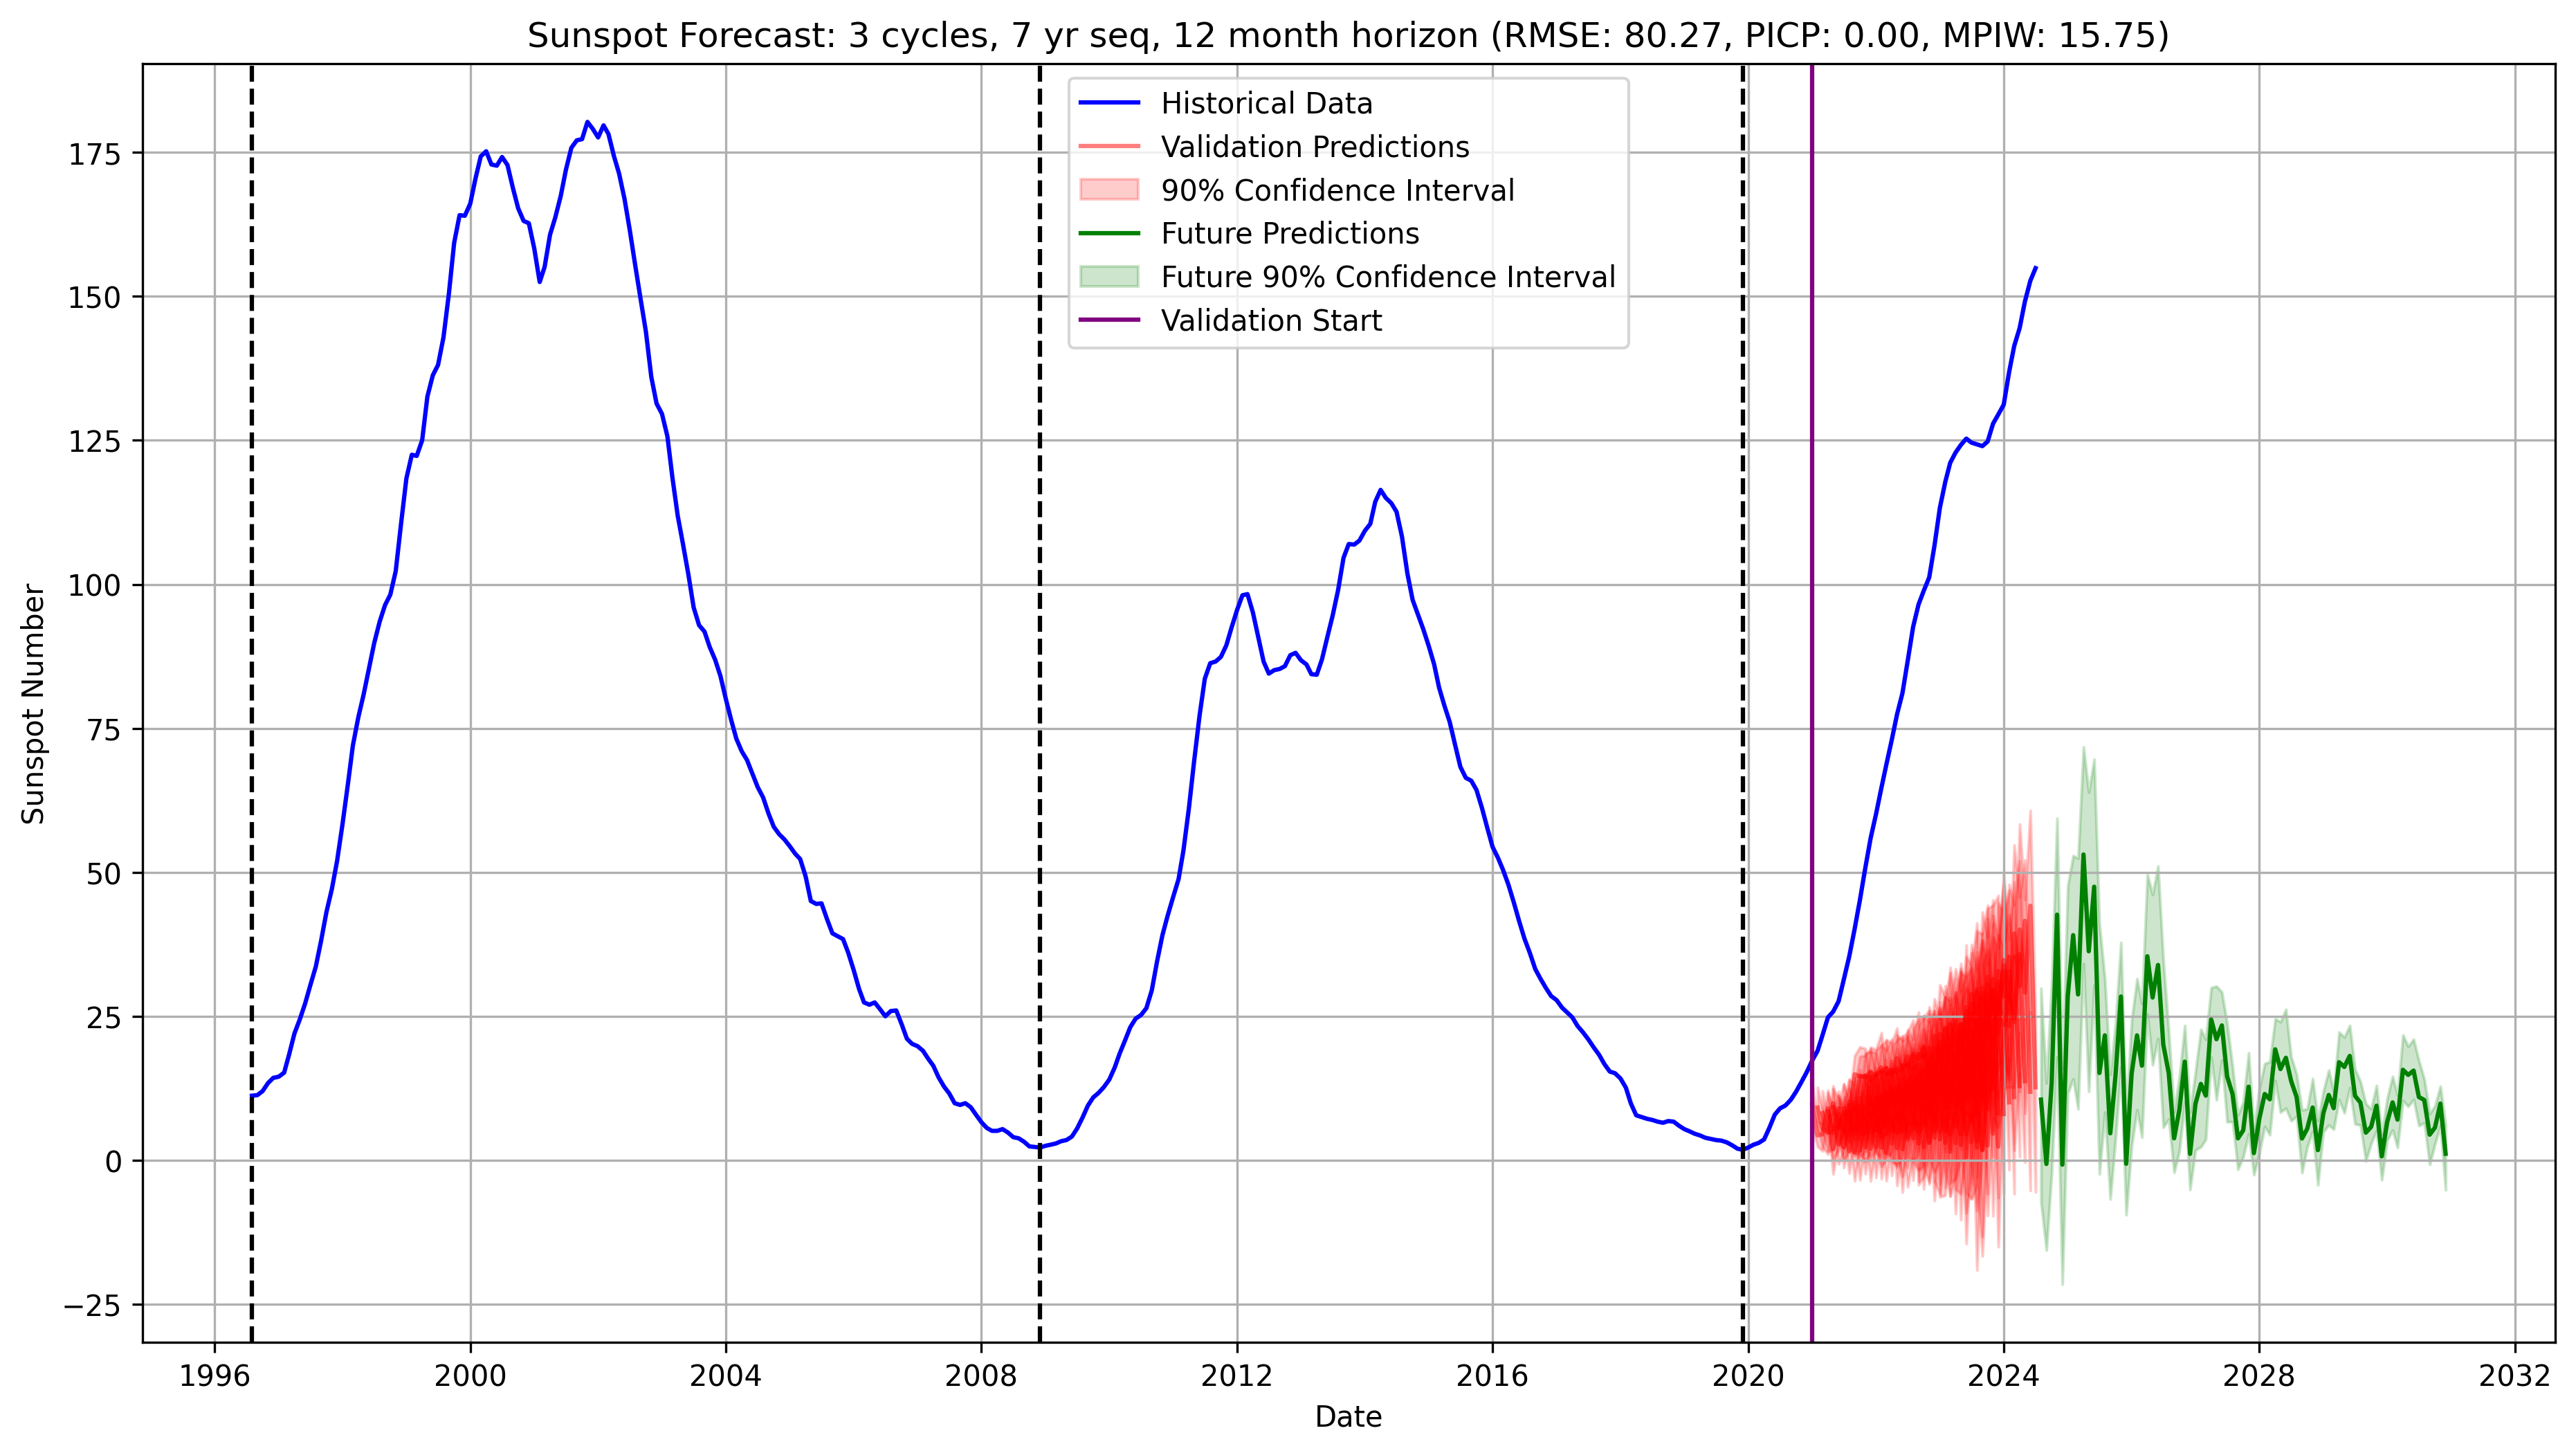 Sunspot Forecast: 3 cycles, 7 yr seq, 12 month horizon (RMSE: 80.27, PICP: 0.00, MPIW: 15.75)
Historical Data
Validation Predictions
90% Confidence Interval
Future Predictions
Future 90% Confidence Interval
Validation Start
Sunspot Number
175
150
125
100
75
50
25
0
−25
1996
2000
2004
2008
2012
2016
2020
2024
2028
2032
Date